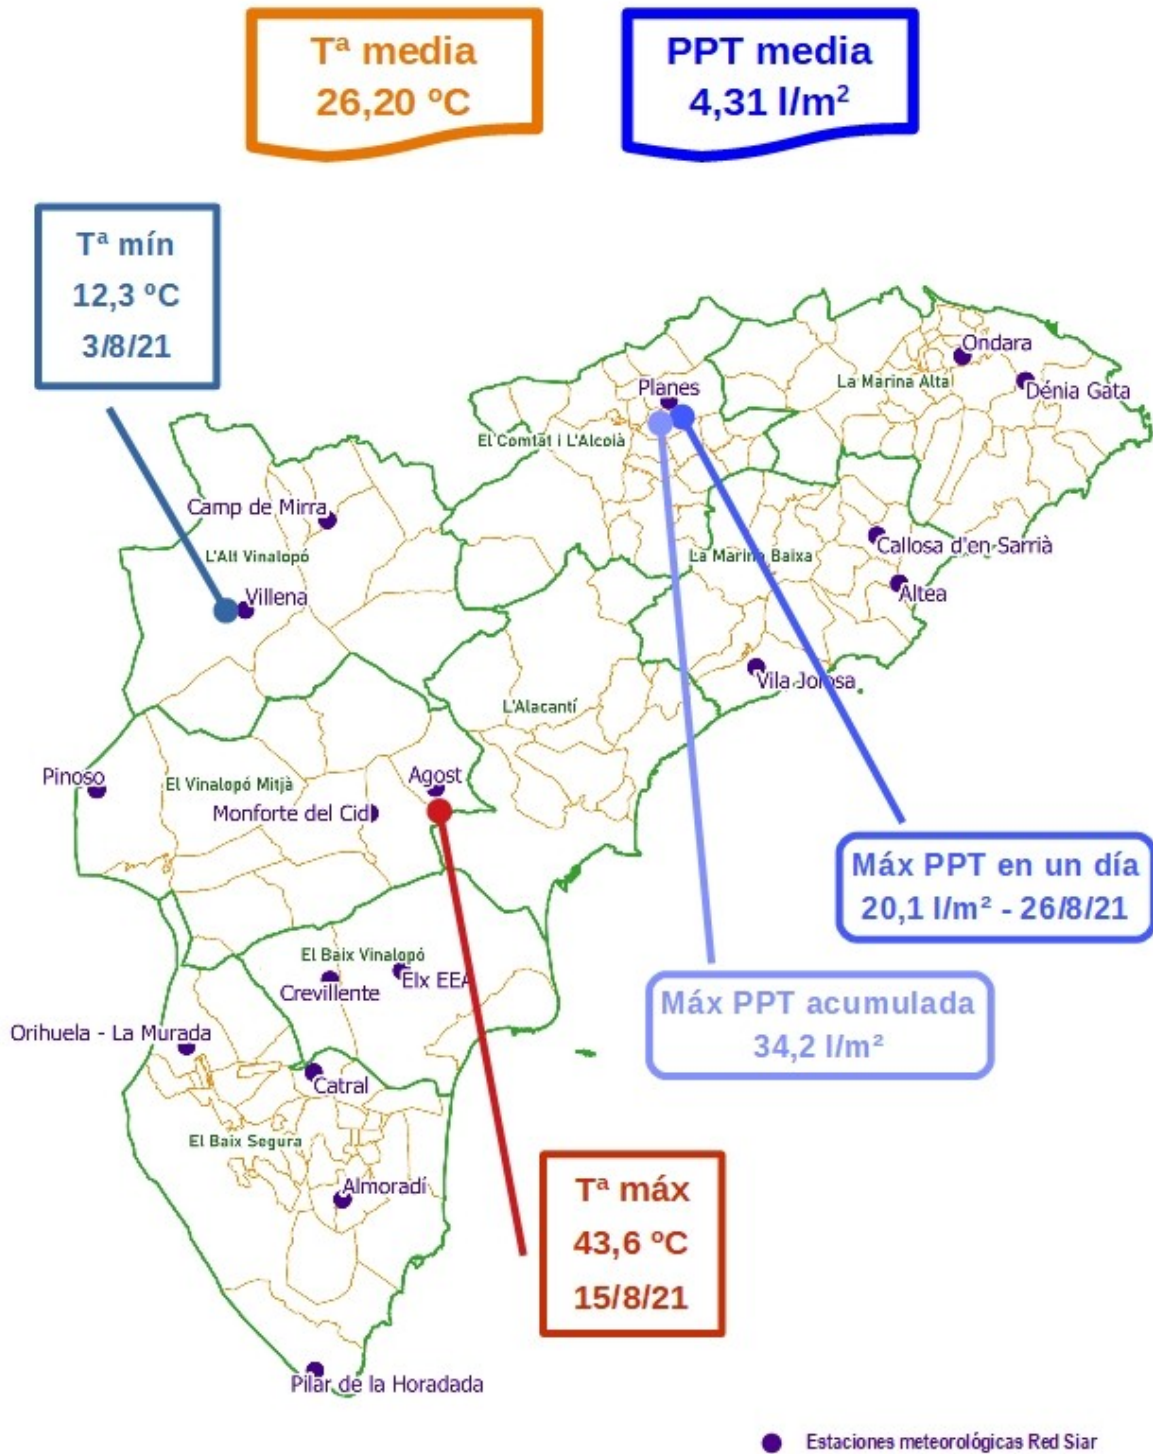 Tª media
26,20 ºC
PPT media
4,31 l/m²
Tª mín
12,3 ºC
3/8/21
Ondara
Planes
La Marina Alta
Dénia Gata
El Comtat i L'Alcoià
Camp de Mirra
L'Alt Vinalopó
La Marina Baixa
Callosa d'en Sarrià
Villena
Altea
Vila Joiosa
L'Alacantí
Pinoso
El Vinalopó Mitjà
Agost
Monforte del Cid
Máx PPT en un día
20,1 l/m² - 26/8/21
El Baix Vinalopó
Elx EEA
Crevillente
Máx PPT acumulada
34,2 l/m²
Orihuela - La Murada
Catral
El Baix Segura
Almoradí
Tª máx
43,6 ºC
15/8/21
Pilar de la Horadada
Estaciones meteorológicas Red Siar